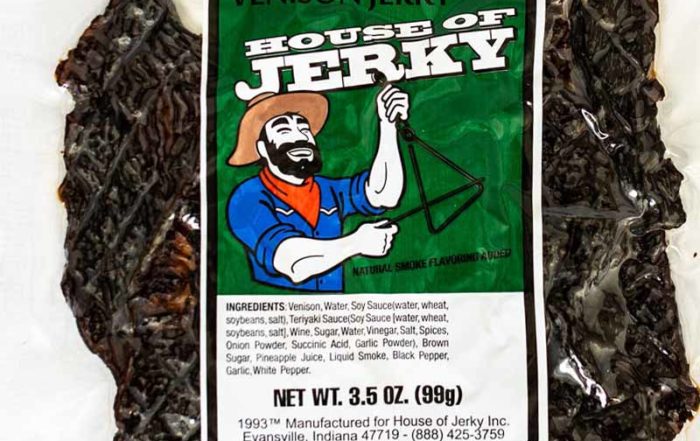 VENISON JERKY
HOUSE OF
JERKY
NATURAL SMOKE FLAVORING ADDED
INGREDIENTS: Venison, Water, Soy Sauce(water, wheat,
soybeans, salt), Teriyaki Sauce(Soy Sauce [water, wheat,
soybeans, salt], Wine, Sugar, Water, Vinegar, Salt, Spices,
Onion Powder, Succinic Acid, Garlic Powder), Brown
Sugar, Pineapple Juice, Liquid Smoke, Black Pepper,
Garlic, White Pepper.
NET WT. 3.5 OZ. (99g)
1993™ Manufactured for House of Jerky Inc.
Evansville, Indiana 47719 - (888) 425-3759